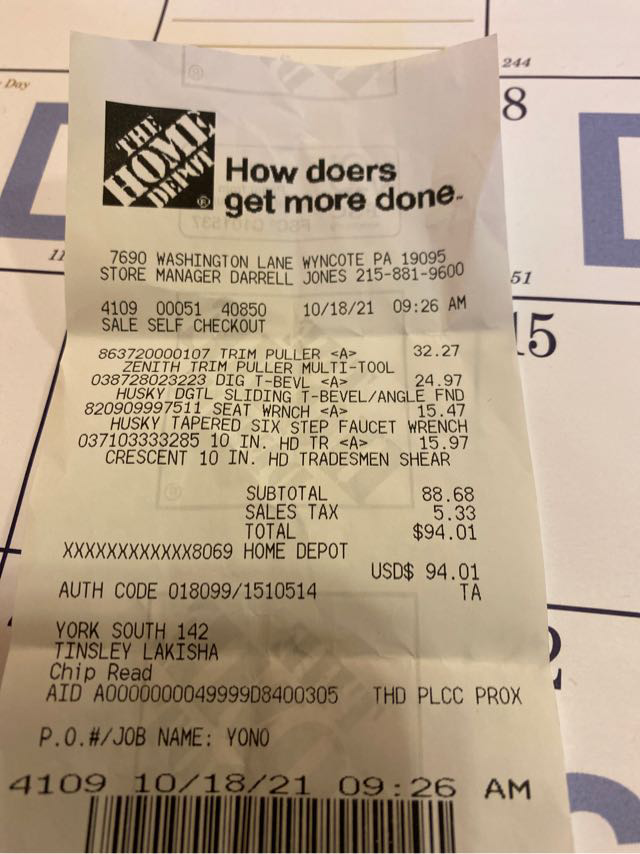 Day
244
8
THE
HOME
DEPOT
®
How doers
get more done.
11
51
15
7690 WASHINGTON LANE WYNCOTE PA 19095
STORE MANAGER DARRELL JONES 215-881-9600
4109 00051 40850 10/18/21 09:26 AM
SALE SELF CHECKOUT
863720000107 TRIM PULLER <A> 32.27
ZENITH TRIM PULLER MULTI-TOOL
038728023223 DIG T-BEVL <A> 24.97
HUSKY DGTL SLIDING T-BEVEL/ANGLE FND
820909997511 SEAT WRNCH <A> 15.47
HUSKY TAPERED SIX STEP FAUCET WRENCH
037103333285 10 IN. HD TR <A> 15.97
CRESCENT 10 IN. HD TRADESMEN SHEAR
SUBTOTAL 88.68
SALES TAX 5.33
TOTAL $94.01
XXXXXXXXXXXX8069 HOME DEPOT
USD$ 94.01
AUTH CODE 018099/1510514 TA
YORK SOUTH 142
TINSLEY LAKISHA
Chip Read
AID A0000000049999D8400305 THD PLCC PROX
P.O.#/JOB NAME: YONO
4109 10/18/21 09:26 AM